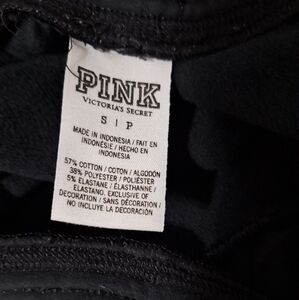 PINK
VICTORIA'S SECRET
S | P
MADE IN INDONESIA / FAIT EN
INDONÉSIE / HECHO EN
INDONESIA
57% COTTON / COTON / ALGODÓN
38% POLYESTER / POLIÉSTER
5% ELASTANE / ÉLASTHANNE /
ELASTANO. EXCLUSIVE OF
DECORATION / SANS DÉCORATION /
NO INCLUYE LA DECORACIÓN